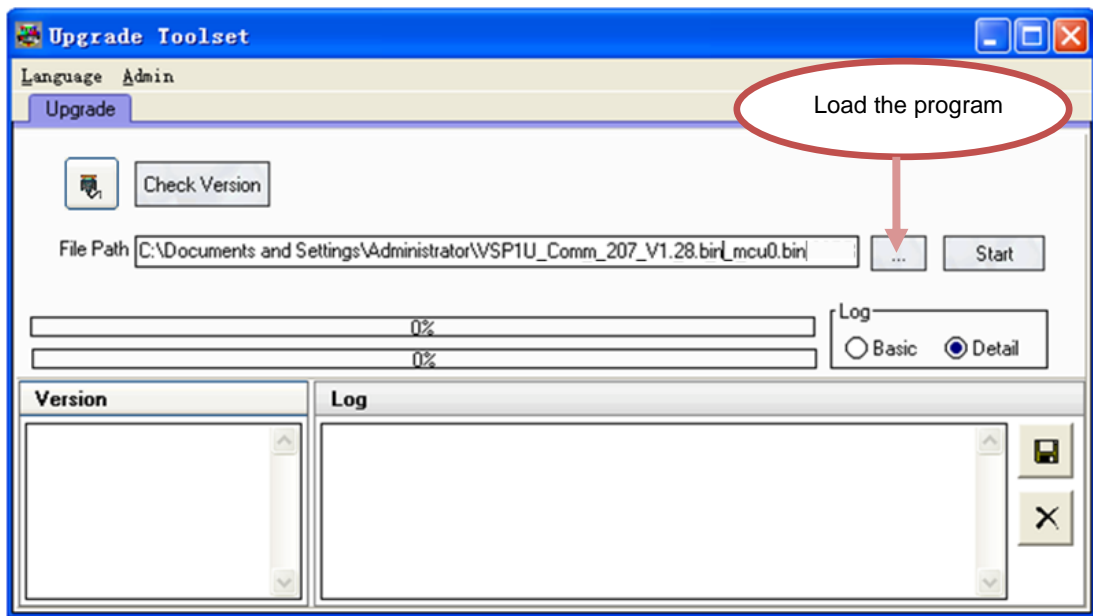 Upgrade Toolset
Language Admin
Upgrade
Load the program
Check Version
File Path C:\Documents and Settings\Administrator\VSP1U_Comm_207_V1.28.bin_mcu0.bin ... Start
Log
0%
Basic Detail
0%
Version Log